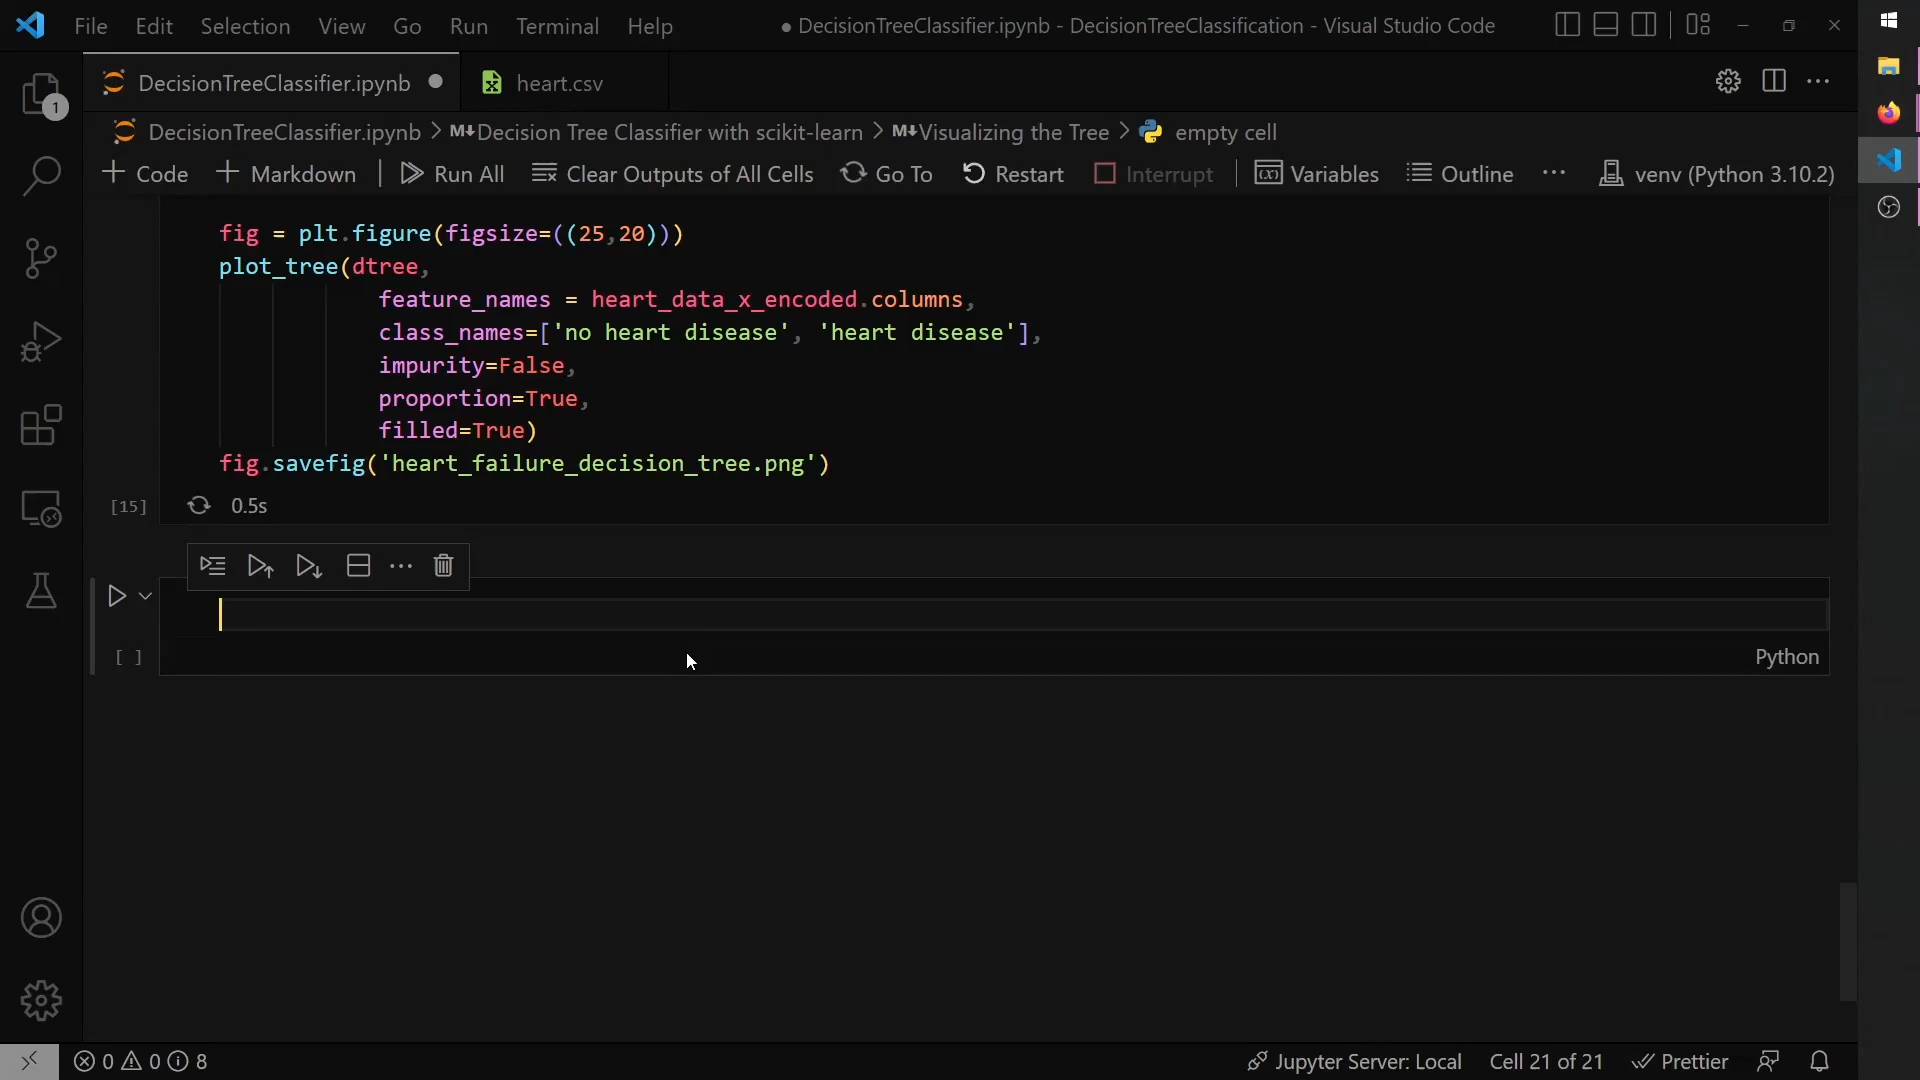 File Edit Selection View Go Run Terminal Help
● DecisionTreeClassifier.ipynb - DecisionTreeClassification - Visual Studio Code
DecisionTreeClassifier.ipynb ●
heart.csv
1
DecisionTreeClassifier.ipynb > M↓Decision Tree Classifier with scikit-learn > M↓Visualizing the Tree > empty cell
+ Code + Markdown | Run All Clear Outputs of All Cells Go To Restart Interrupt | Variables Outline ... venv (Python 3.10.2)
fig = plt.figure(figsize=((25,20)))
plot_tree(dtree,
feature_names = heart_data_x_encoded.columns,
class_names=['no heart disease', 'heart disease'],
impurity=False,
proportion=True,
filled=True)
fig.savefig('heart_failure_decision_tree.png')
[15] 0.5s
[ ]
Python
0 0 8
Jupyter Server: Local Cell 21 of 21 Prettier